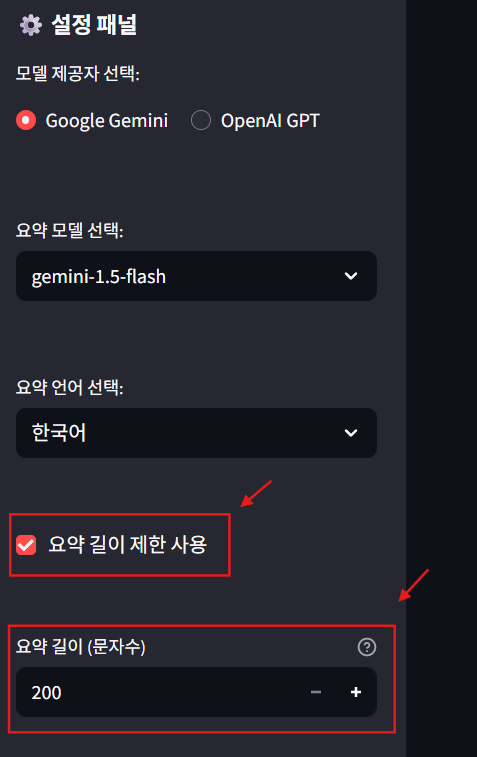 설정 패널
모델 제공자 선택:
Google Gemini OpenAI GPT
요약 모델 선택:
gemini-1.5-flash
요약 언어 선택:
한국어
요약 길이 제한 사용
요약 길이 (문자수)
200